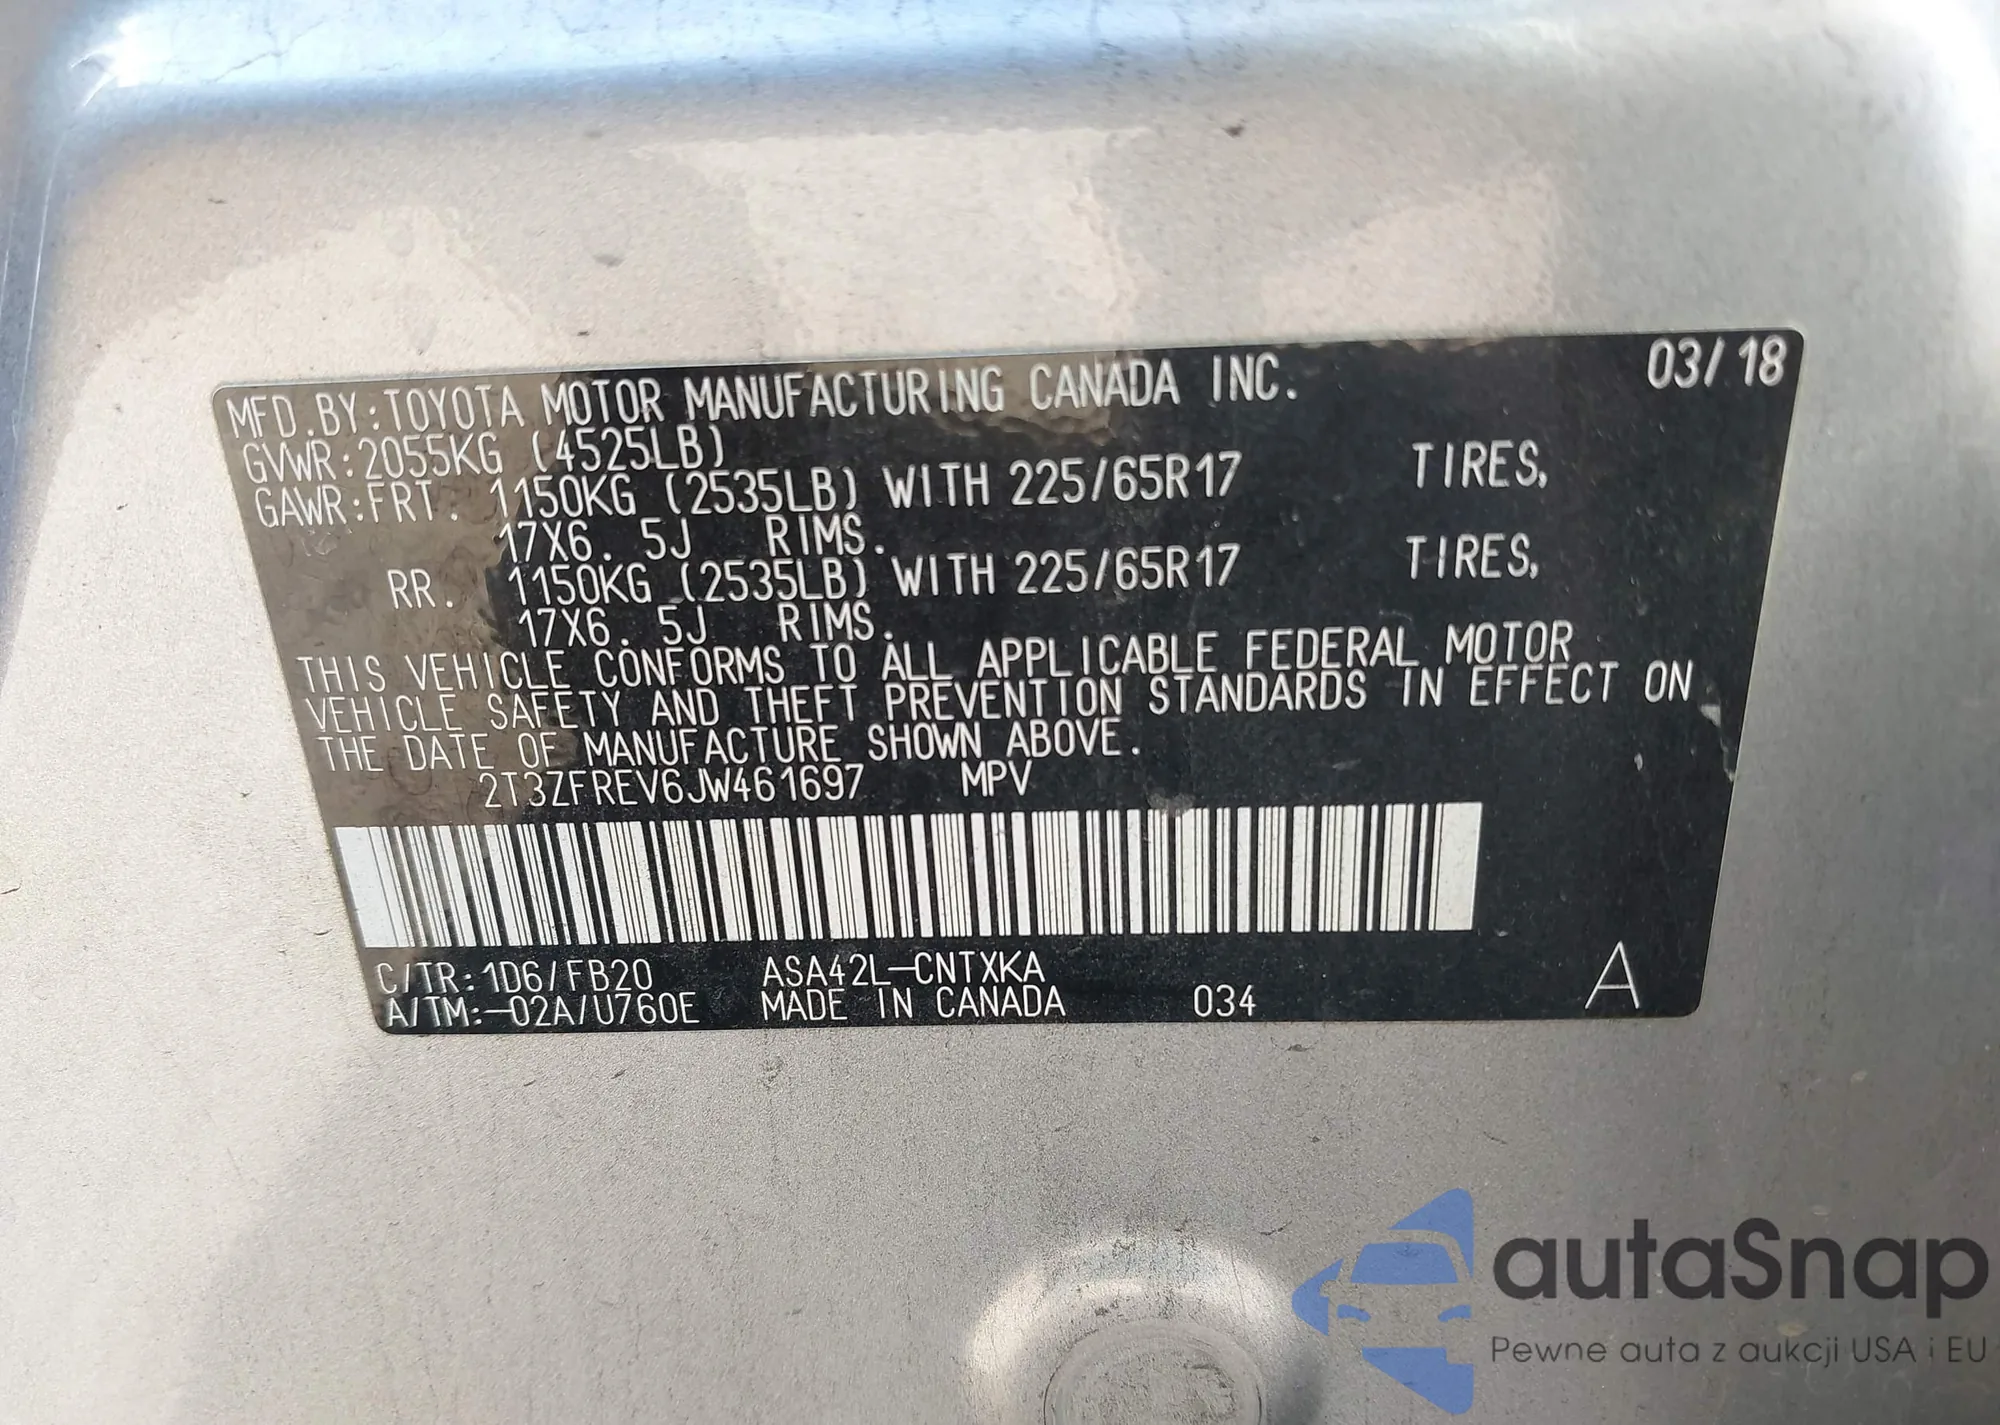 MFD.BY:TOYOTA MOTOR MANUFACTURING CANADA INC. 03/18
GVWR:2055KG (4525LB)
GAWR:FRT. 1150KG (2535LB) WITH 225/65R17 TIRES,
17X6.5J RIMS.
RR. 1150KG (2535LB) WITH 225/65R17 TIRES,
17X6.5J RIMS.
THIS VEHICLE CONFORMS TO ALL APPLICABLE FEDERAL MOTOR
VEHICLE SAFETY AND THEFT PREVENTION STANDARDS IN EFFECT ON
THE DATE OF MANUFACTURE SHOWN ABOVE.
2T3ZFREV6JW461697 MPV
C/TR:1D6/FB20 ASA42L-CNTXKA
A/TM:-02A/U760E MADE IN CANADA 034 A
autaSnap
Pewne auta z aukcji USA i EU